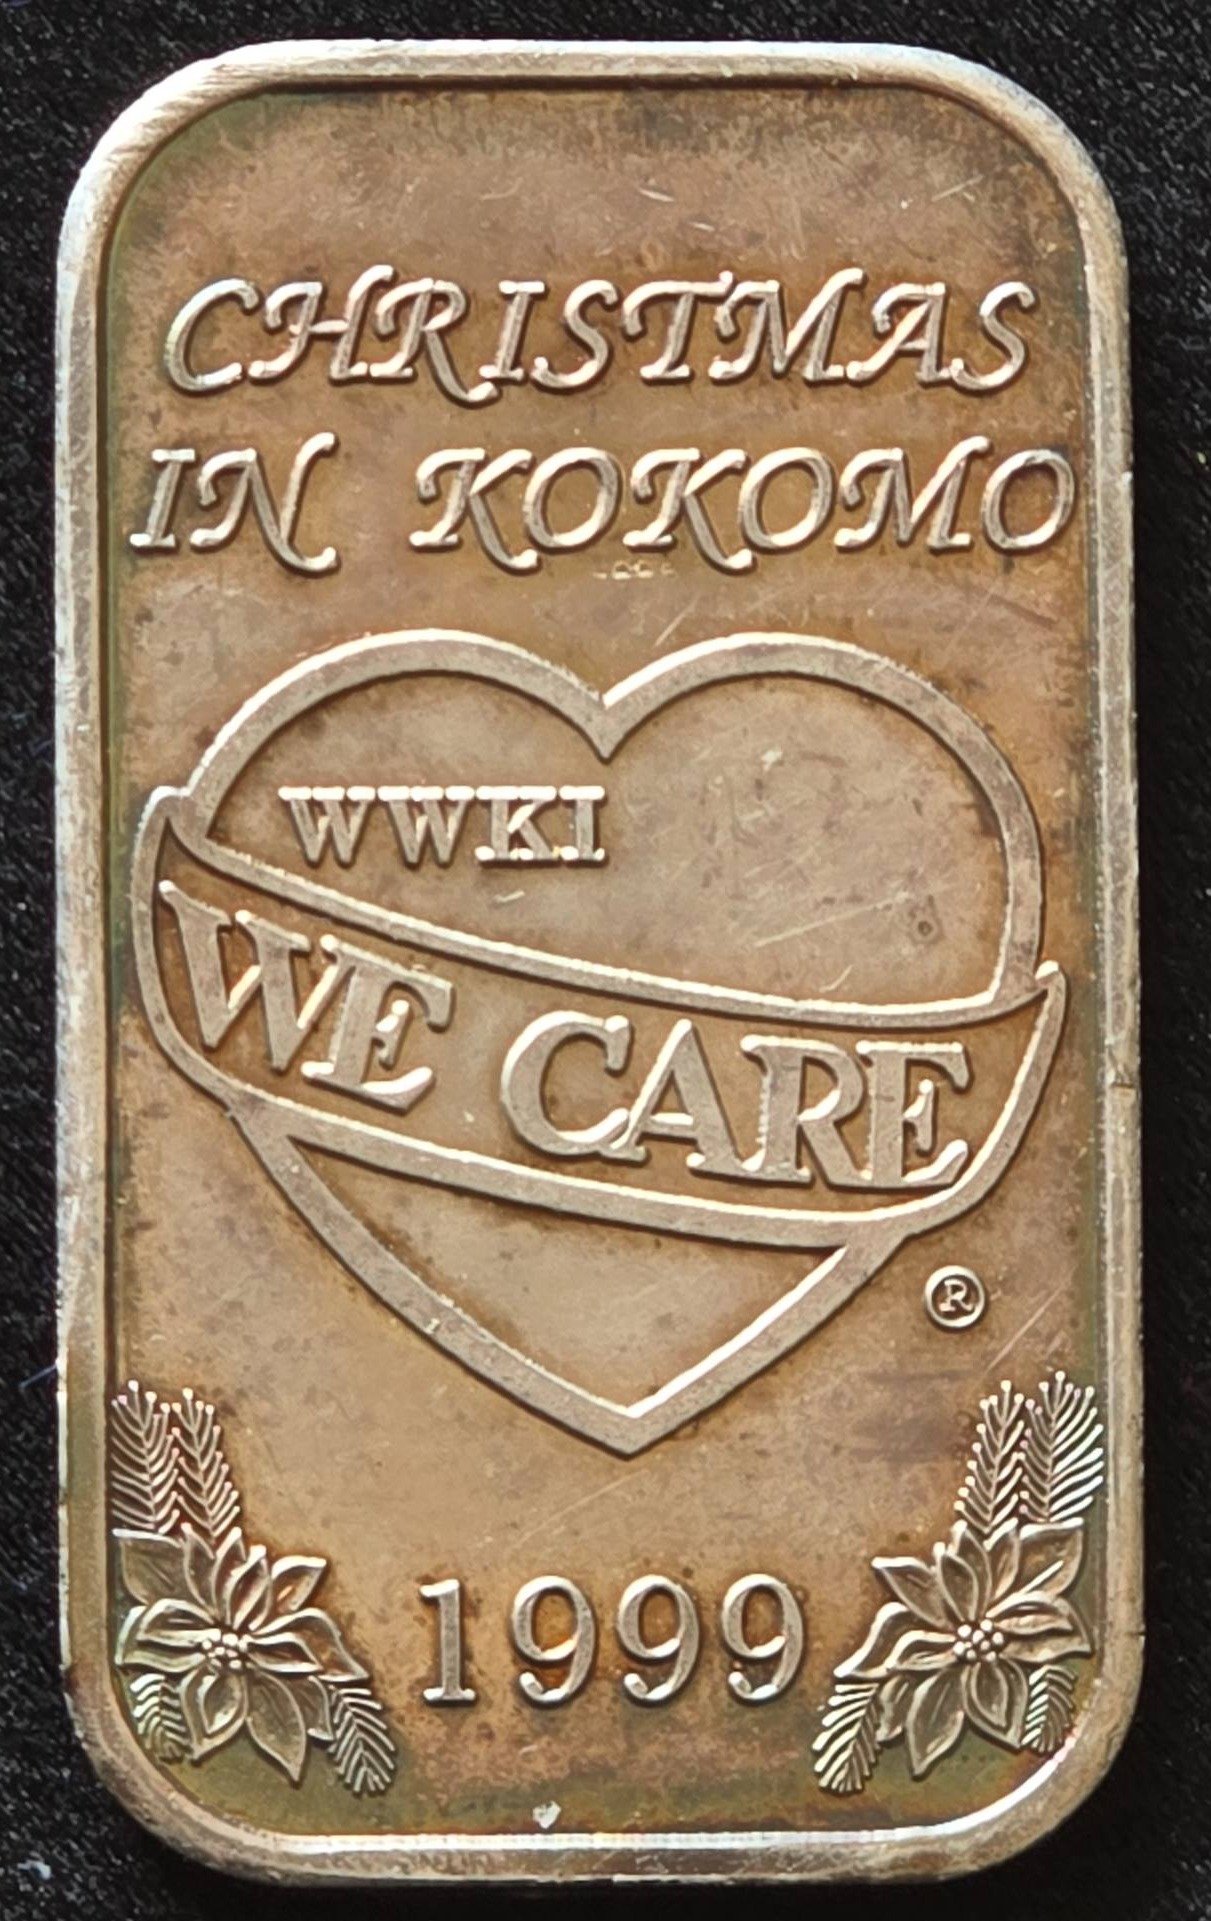 CHRISTMAS
IN KOKOMO
WWKI
WE CARE
®
1999